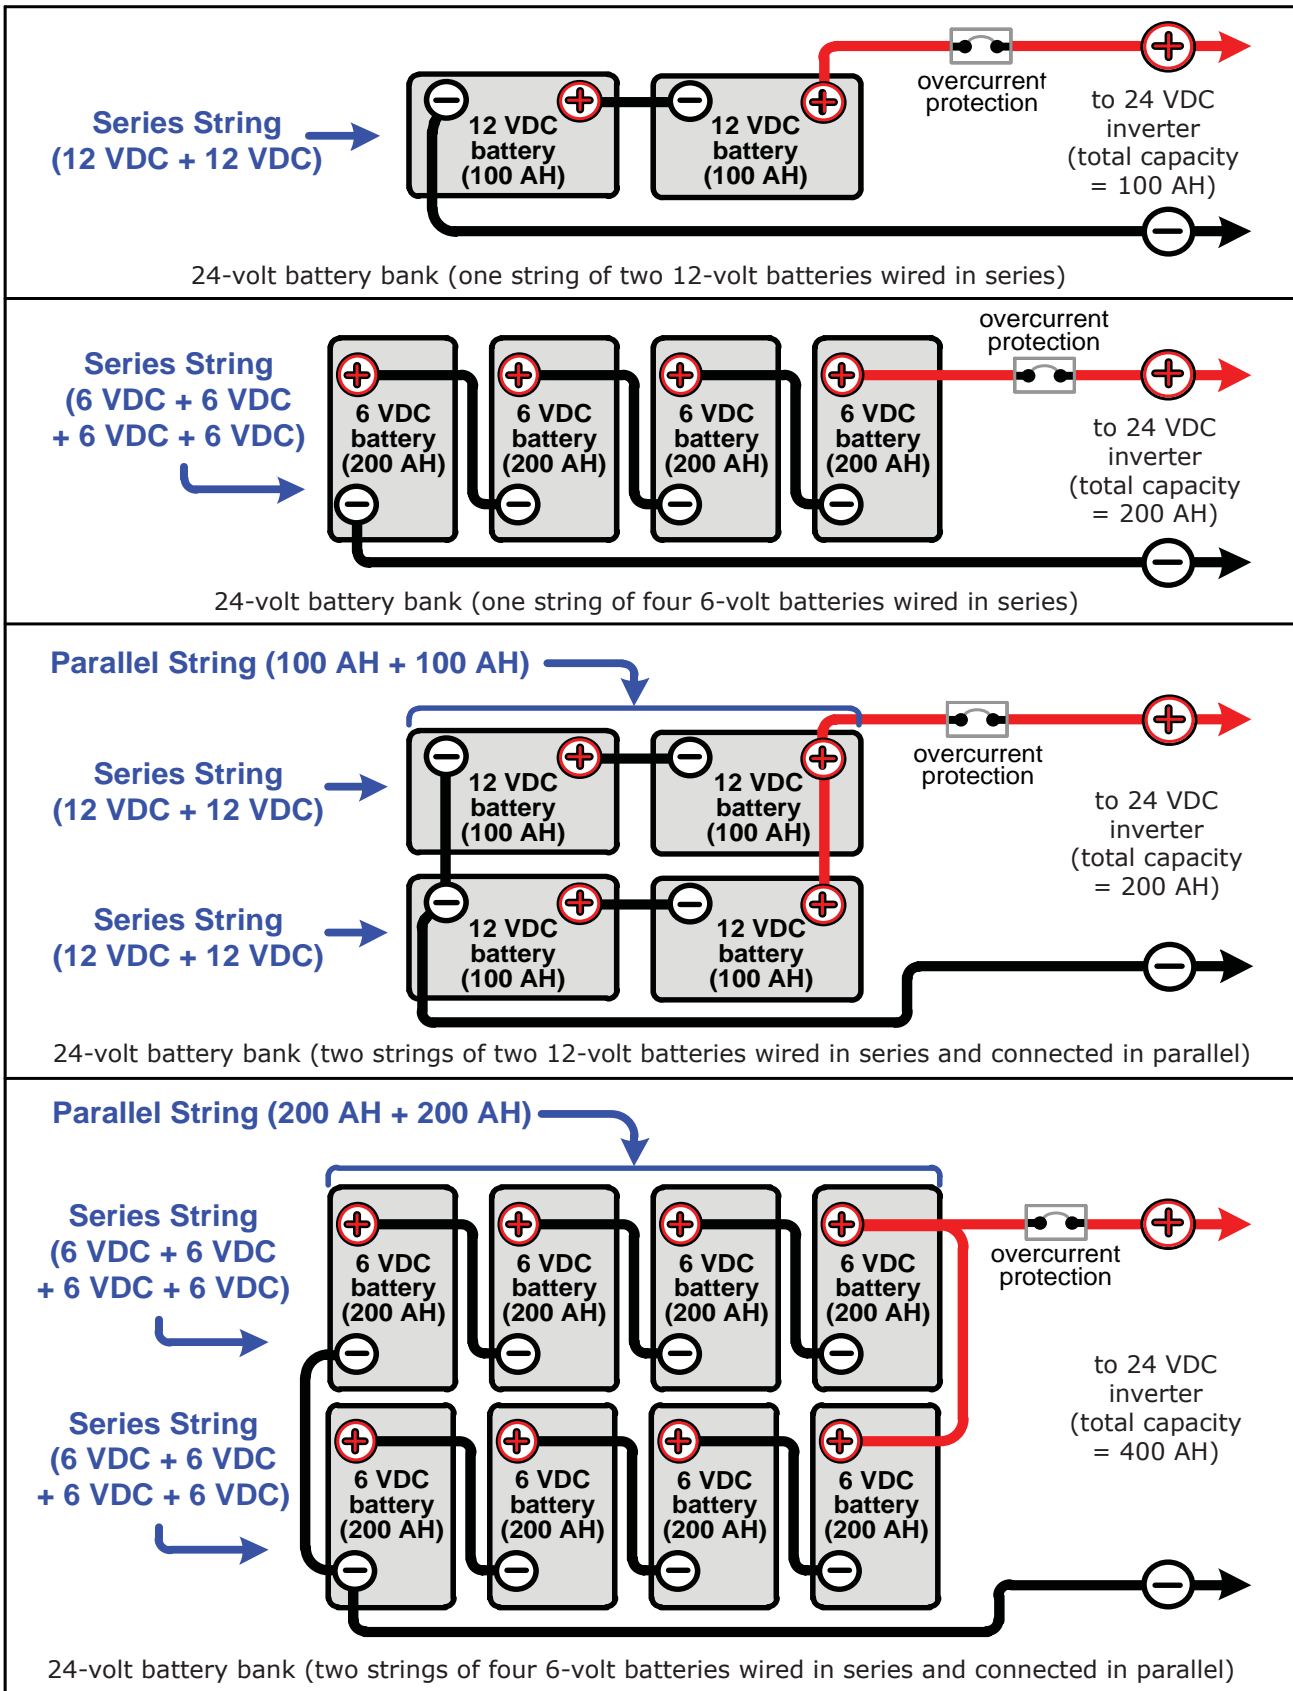 Series String
(12 VDC + 12 VDC)
12 VDC
battery
(100 AH)
12 VDC
battery
(100 AH)
overcurrent
protection
to 24 VDC
inverter
(total capacity
= 100 AH)
24-volt battery bank (one string of two 12-volt batteries wired in series)
Series String
(6 VDC + 6 VDC
+ 6 VDC + 6 VDC)
6 VDC
battery
(200 AH)
6 VDC
battery
(200 AH)
6 VDC
battery
(200 AH)
6 VDC
battery
(200 AH)
overcurrent
protection
to 24 VDC
inverter
(total capacity
= 200 AH)
24-volt battery bank (one string of four 6-volt batteries wired in series)
Parallel String (100 AH + 100 AH)
Series String
(12 VDC + 12 VDC)
12 VDC
battery
(100 AH)
12 VDC
battery
(100 AH)
overcurrent
protection
to 24 VDC
inverter
(total capacity
= 200 AH)
Series String
(12 VDC + 12 VDC)
12 VDC
battery
(100 AH)
12 VDC
battery
(100 AH)
24-volt battery bank (two strings of two 12-volt batteries wired in series and connected in parallel)
Parallel String (200 AH + 200 AH)
Series String
(6 VDC + 6 VDC
+ 6 VDC + 6 VDC)
6 VDC
battery
(200 AH)
6 VDC
battery
(200 AH)
6 VDC
battery
(200 AH)
6 VDC
battery
(200 AH)
overcurrent
protection
to 24 VDC
inverter
(total capacity
= 400 AH)
Series String
(6 VDC + 6 VDC
+ 6 VDC + 6 VDC)
6 VDC
battery
(200 AH)
6 VDC
battery
(200 AH)
6 VDC
battery
(200 AH)
6 VDC
battery
(200 AH)
24-volt battery bank (two strings of four 6-volt batteries wired in series and connected in parallel)